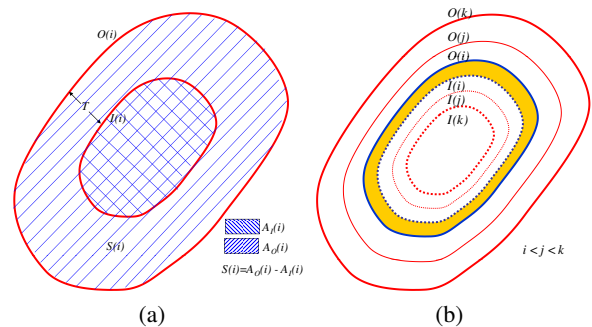 O(i)
T
I(i)
S(i)
A_I(i)
A_O(i)
S(i)=A_O(i) - A_I(i)
(a)
O(k)
O(j)
O(i)
I(i)
I(j)
I(k)
i < j < k
(b)